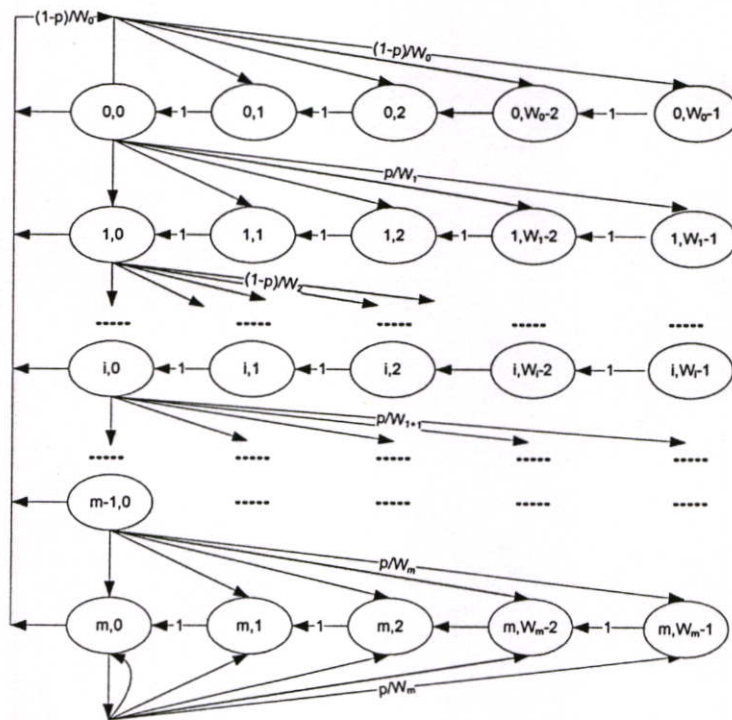 (1-p)/W₀
(1-p)/W₀
0,0 1 0,1 1 0,2 0,W₀-2 1 0,W₀-1
p/W₁
1,0 1 1,1 1 1,2 1 1,W₁-2 1 1,W₁-1
(1-p)/W₂
----- ----- ----- ----- -----
i,0 1 i,1 1 i,2 i,Wᵢ-2 1 i,Wᵢ-1
p/W₁₊₁
----- ----- ----- ----- -----
m-1,0 ----- ----- ----- -----
p/Wₘ
m,0 1 m,1 1 m,2 m,Wₘ-2 1 m,Wₘ-1
p/Wₘ